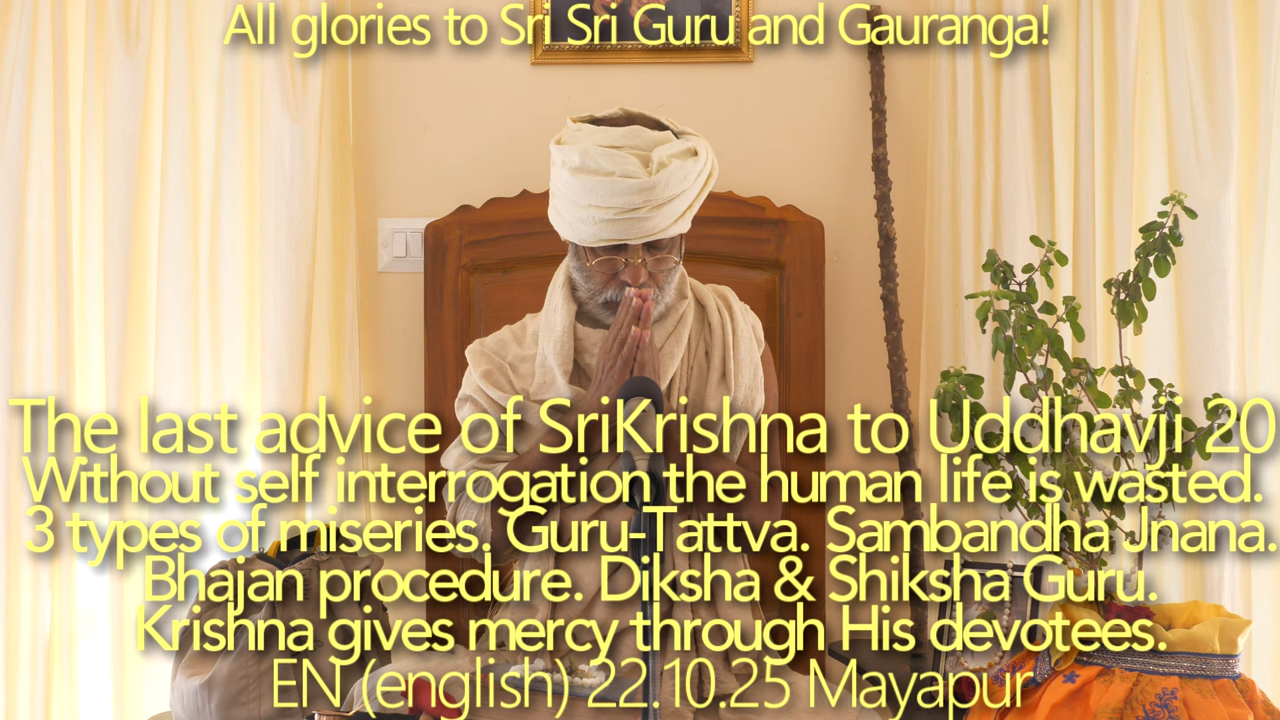 All glories to Sri Sri Guru and Gauranga!
The last advice of SriKrishna to Uddhavji 20
Without self interrogation the human life is wasted.
3 types of miseries. Guru-Tattva. Sambandha Jnana.
Bhajan procedure. Diksha & Shiksha Guru.
Krishna gives mercy through His devotees.
EN (english) 22.10.25 Mayapur